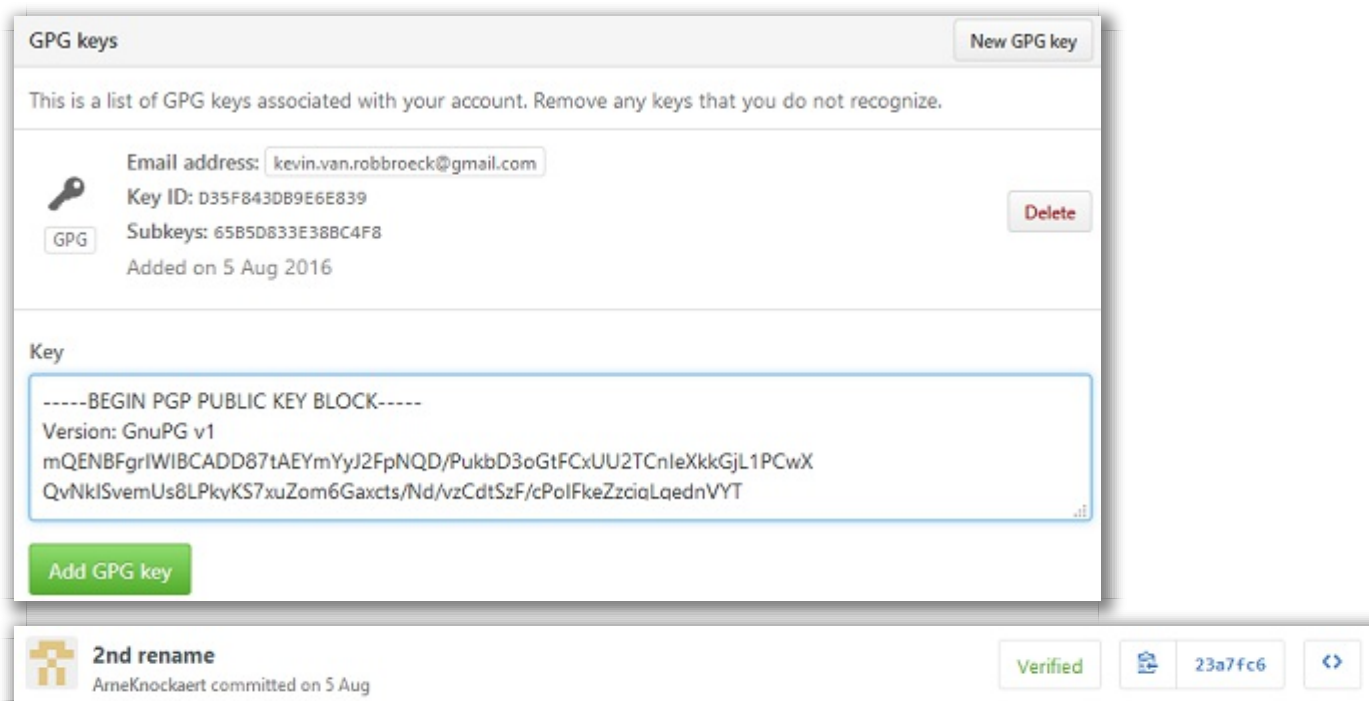 GPG keys
New GPG key
This is a list of GPG keys associated with your account. Remove any keys that you do not recognize.
Email address: kevin.van.robbroeck@gmail.com
Key ID: D35F843DB9E6E839
GPG
Subkeys: 65B5D833E38BC4F8
Delete
Added on 5 Aug 2016
Key
-----BEGIN PGP PUBLIC KEY BLOCK-----
Version: GnuPG v1
mQENBFgrIWIBCADD87tAEYmYyJ2FpNQD/PukbD3oGtFCxUU2TCnIeXkkGjL1PCwX
QvNkISvemUs8LPkyKS7xuZom6Gaxcts/Nd/vzCdtSzF/cPoIFkeZzciqLqednVYT
Add GPG key
2nd rename
ArneKnockaert committed on 5 Aug
Verified
23a7fc6
<>